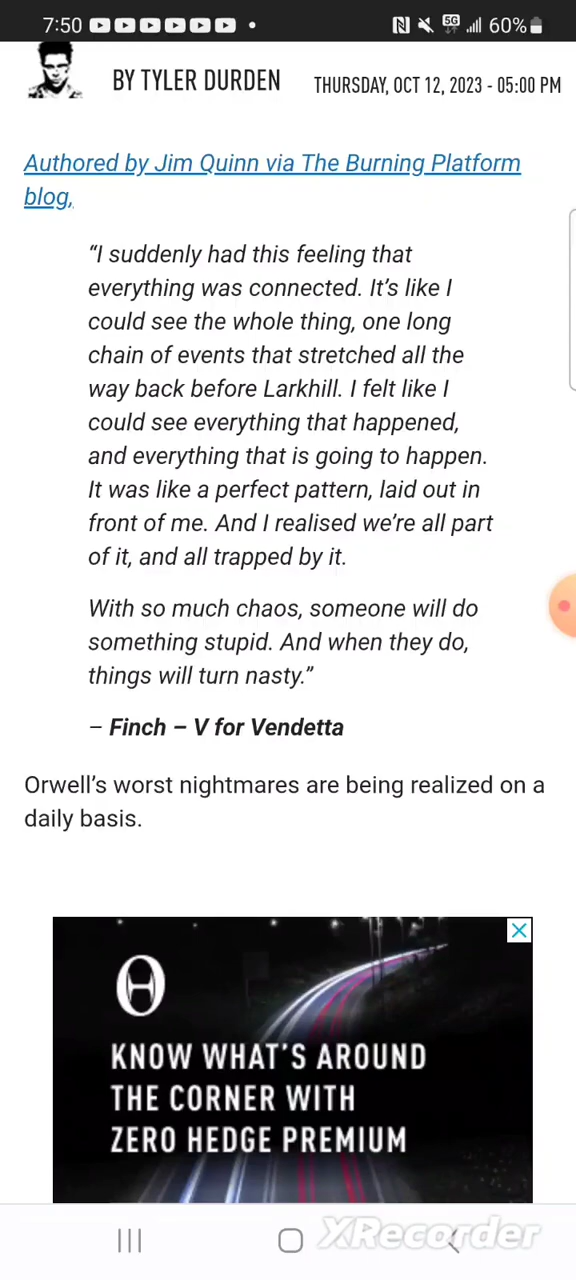 7:50
5G
60%
BY TYLER DURDEN
THURSDAY, OCT 12, 2023 - 05:00 PM
Authored by Jim Quinn via The Burning Platform
blog,
“I suddenly had this feeling that
everything was connected. It’s like I
could see the whole thing, one long
chain of events that stretched all the
way back before Larkhill. I felt like I
could see everything that happened,
and everything that is going to happen.
It was like a perfect pattern, laid out in
front of me. And I realised we’re all part
of it, and all trapped by it.
With so much chaos, someone will do
something stupid. And when they do,
things will turn nasty.”
– Finch – V for Vendetta
Orwell’s worst nightmares are being realized on a
daily basis.
KNOW WHAT’S AROUND
THE CORNER WITH
ZERO HEDGE PREMIUM
XRecorder